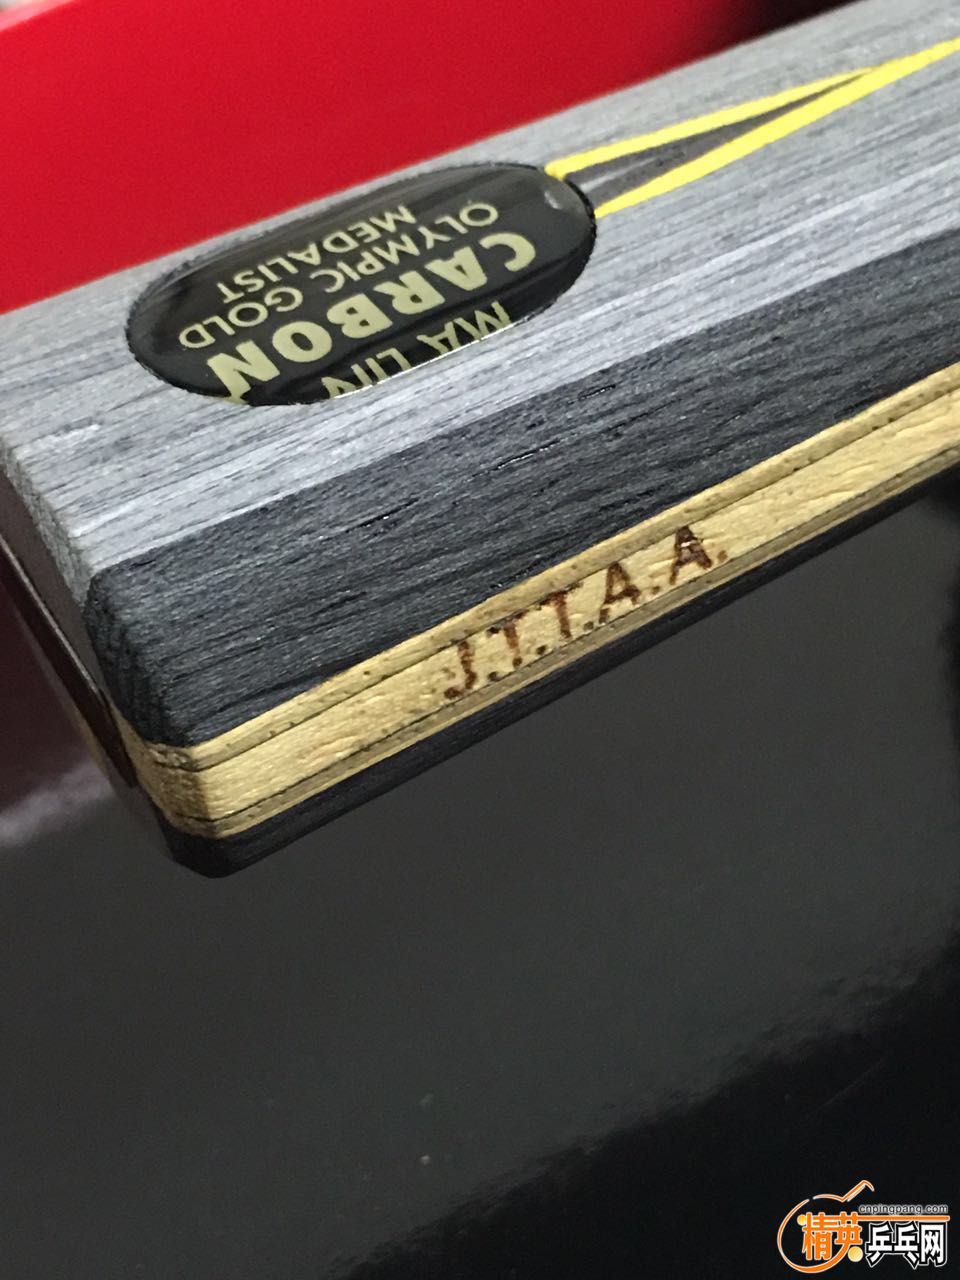 MA LIN
CARBON
OLYMPIC GOLD
MEDALIST
J.T.T.A.A.
cnpingpang.com
精英乒乓网